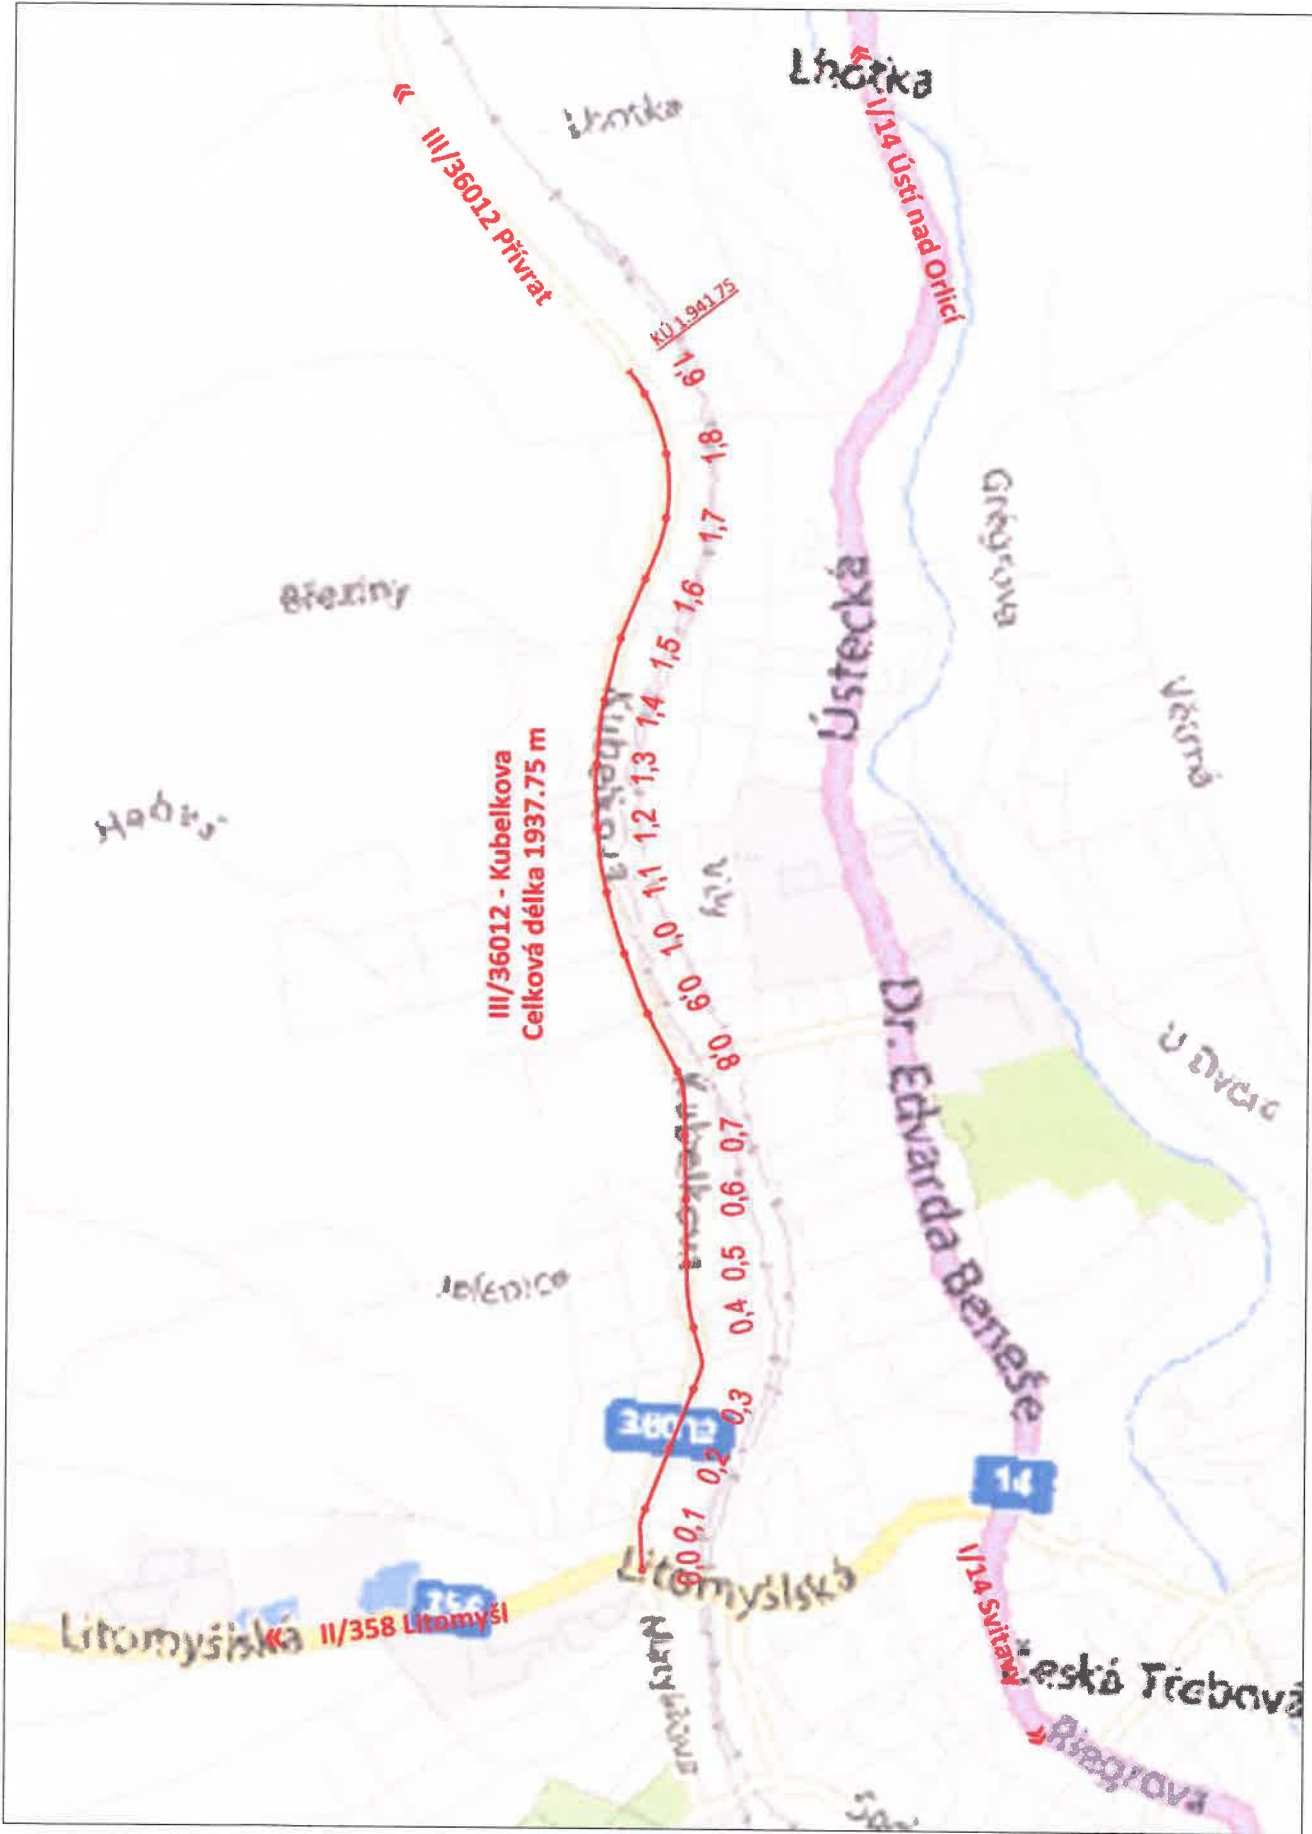 III/36012 - Kubelkova
Celková délka 1937.75 m
III/36012 Přívrat
KÚ 1.941 75
0,0
0,1
0,2
0,3
0,4
0,5
0,6
0,7
0,8
0,9
1,0
1,1
1,2
1,3
1,4
1,5
1,6
1,7
1,8
1,9
II/358 Litomyšl
I/14 Svitavy
I/14 Ústí nad Orlicí
Lhotka
Březiny
Ústecká
Dr. Edvarda Beneše
Kubelkova
Kubelkova
Vily
Litomyšlská
Litomyšlská
14
Česká Třebová
Riegrova